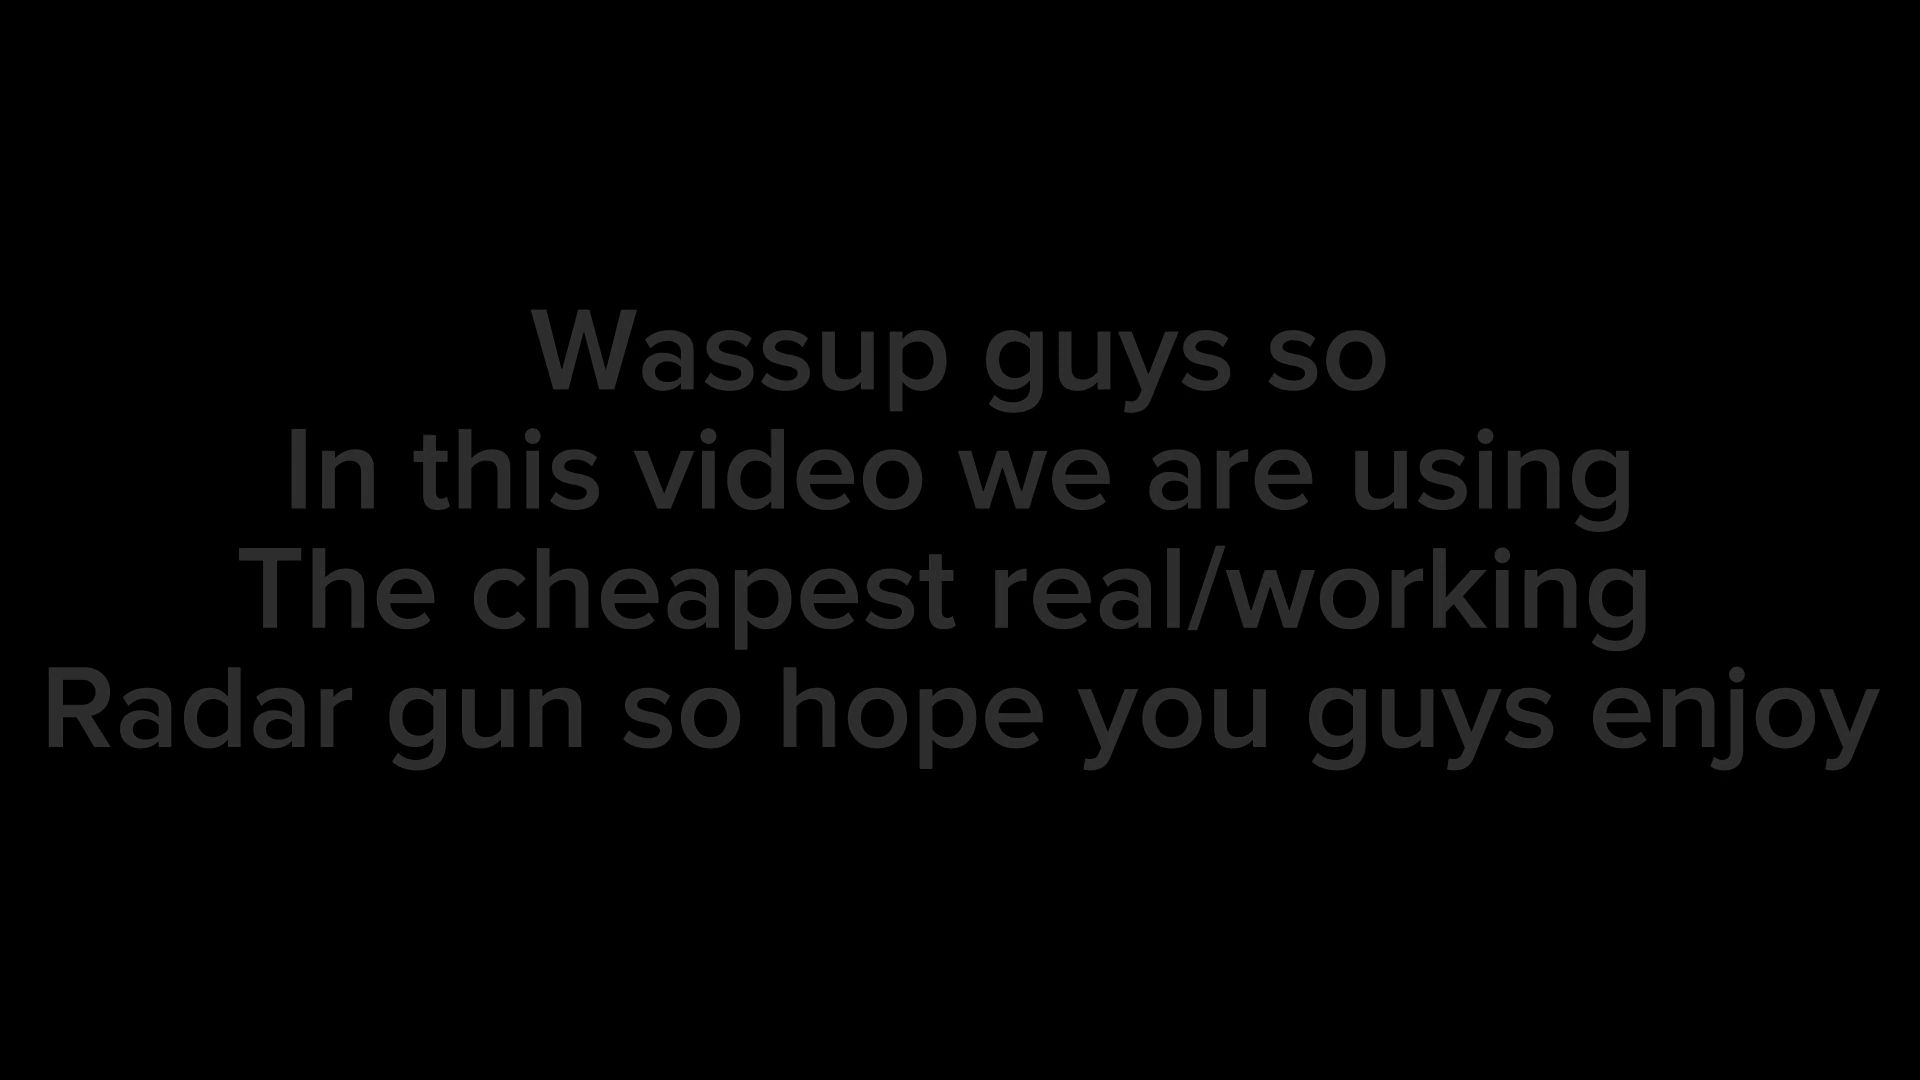 Wassup guys so
In this video we are using
The cheapest real/working
Radar gun so hope you guys enjoy